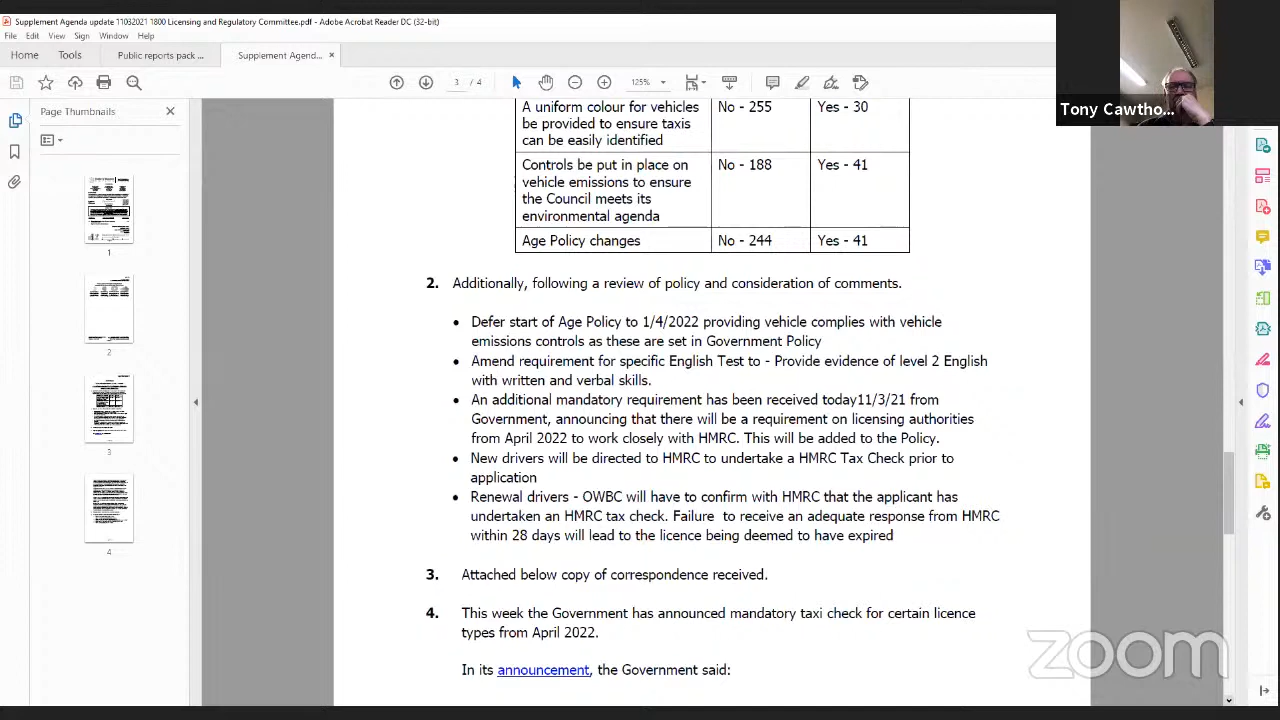 Supplement Agenda update 11032021 1800 Licensing and Regulatory Committee.pdf - Adobe Acrobat Reader DC (32-bit)
File Edit View Sign Window Help
Home Tools Public reports pack ... Supplement Agend... ×
3 / 4 125%
Tony Cawtho...
Page Thumbnails
1
2
3
4
A uniform colour for vehicles No - 255 Yes - 30
be provided to ensure taxis
can be easily identified
Controls be put in place on No - 188 Yes - 41
vehicle emissions to ensure
the Council meets its
environmental agenda
Age Policy changes No - 244 Yes - 41
2. Additionally, following a review of policy and consideration of comments.
• Defer start of Age Policy to 1/4/2022 providing vehicle complies with vehicle
emissions controls as these are set in Government Policy
• Amend requirement for specific English Test to - Provide evidence of level 2 English
with written and verbal skills.
• An additional mandatory requirement has been received today11/3/21 from
Government, announcing that there will be a requirement on licensing authorities
from April 2022 to work closely with HMRC. This will be added to the Policy.
• New drivers will be directed to HMRC to undertake a HMRC Tax Check prior to
application
• Renewal drivers - OWBC will have to confirm with HMRC that the applicant has
undertaken an HMRC tax check. Failure to receive an adequate response from HMRC
within 28 days will lead to the licence being deemed to have expired
3. Attached below copy of correspondence received.
4. This week the Government has announced mandatory taxi check for certain licence
types from April 2022.
In its announcement, the Government said:
zoom